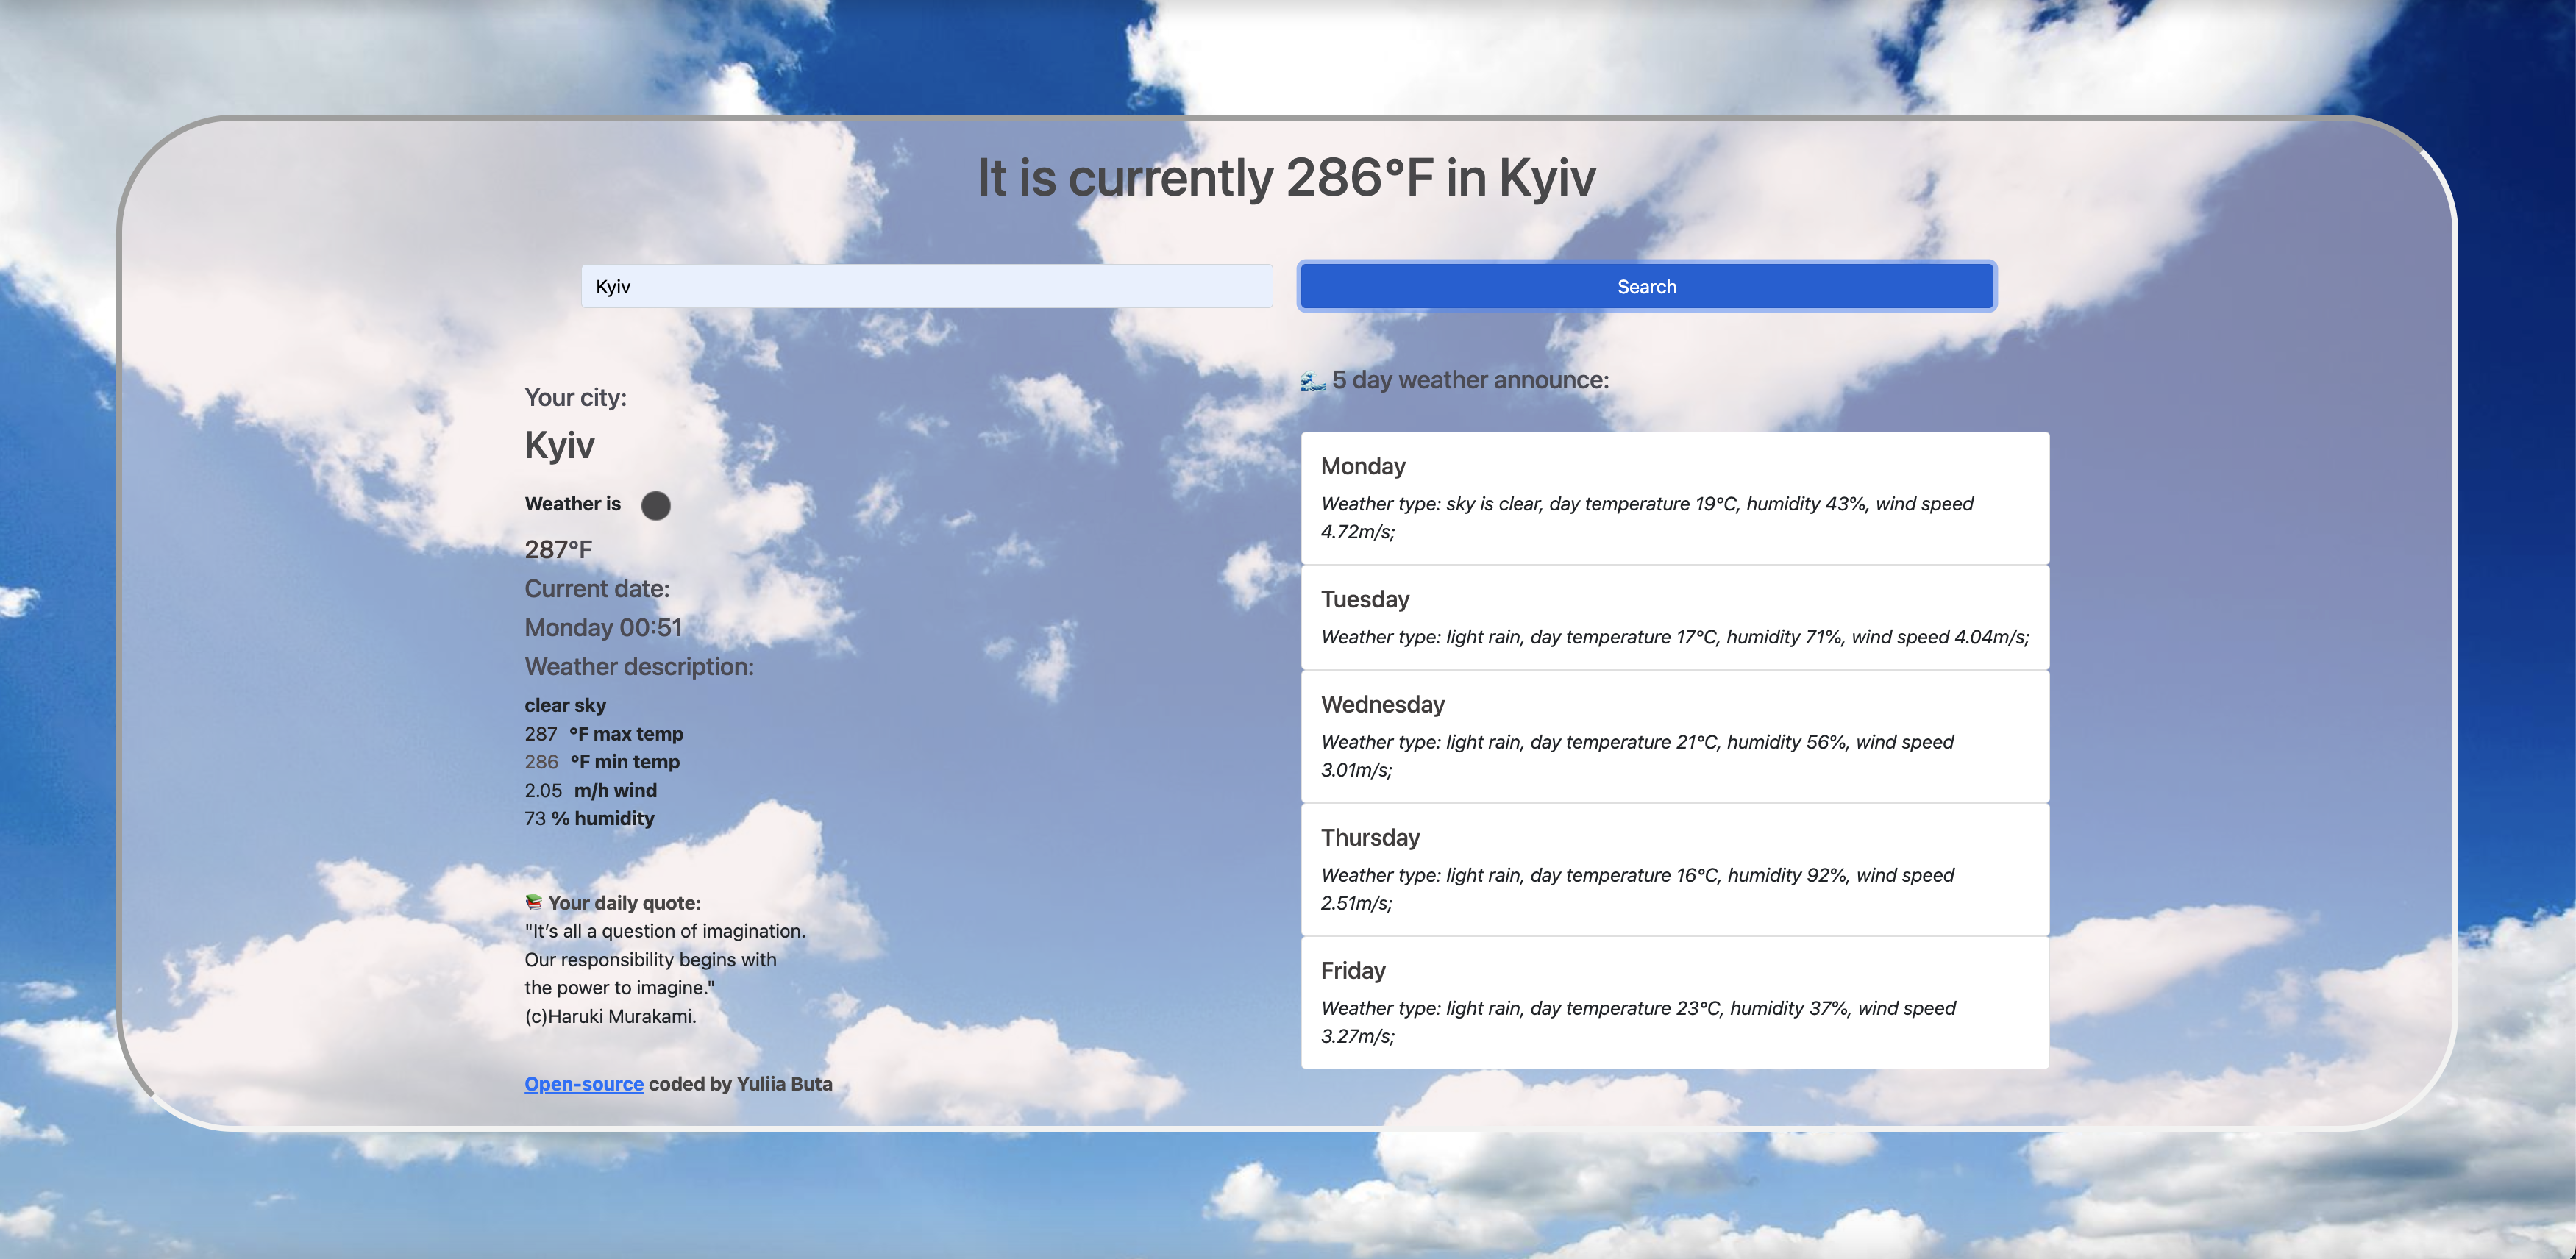 It is currently 286°F in Kyiv
Kyiv
Search
Your city:
Kyiv
Weather is
287°F
Current date:
Monday 00:51
Weather description:
clear sky
287 °F max temp
286 °F min temp
2.05 m/h wind
73 % humidity
📚 Your daily quote:
"It’s all a question of imagination.
Our responsibility begins with
the power to imagine."
(c)Haruki Murakami.
Open-source coded by Yuliia Buta
🌊 5 day weather announce:
Monday
Weather type: sky is clear, day temperature 19°C, humidity 43%, wind speed
4.72m/s;
Tuesday
Weather type: light rain, day temperature 17°C, humidity 71%, wind speed 4.04m/s;
Wednesday
Weather type: light rain, day temperature 21°C, humidity 56%, wind speed
3.01m/s;
Thursday
Weather type: light rain, day temperature 16°C, humidity 92%, wind speed
2.51m/s;
Friday
Weather type: light rain, day temperature 23°C, humidity 37%, wind speed
3.27m/s;